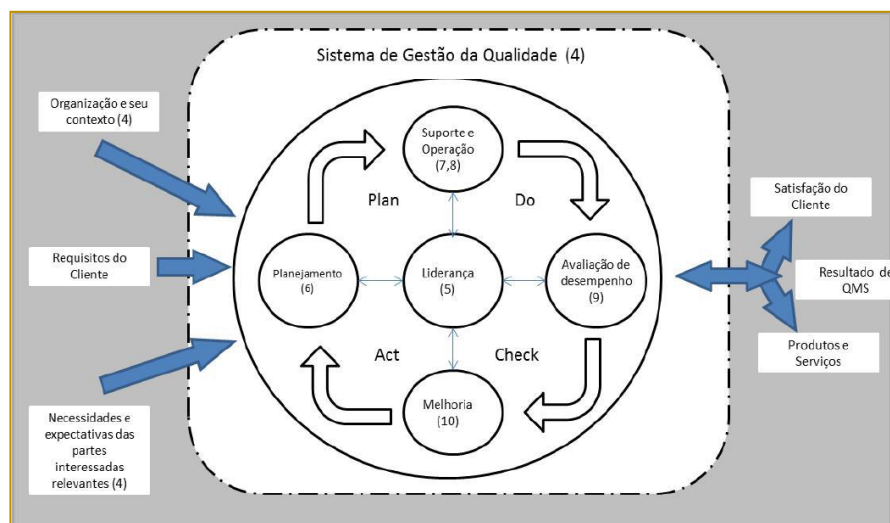 Sistema de Gestão da Qualidade (4)
Organização e seu
contexto (4)
Requisitos do
Cliente
Necessidades e
expectativas das
partes
interessadas
relevantes (4)
Suporte e
Operação
(7,8)
Plan
Do
Planejamento
(6)
Liderança
(5)
Avaliação de
desempenho
(9)
Act
Check
Melhoria
(10)
Satisfação do
Cliente
Resultado de
QMS
Produtos e
Serviços